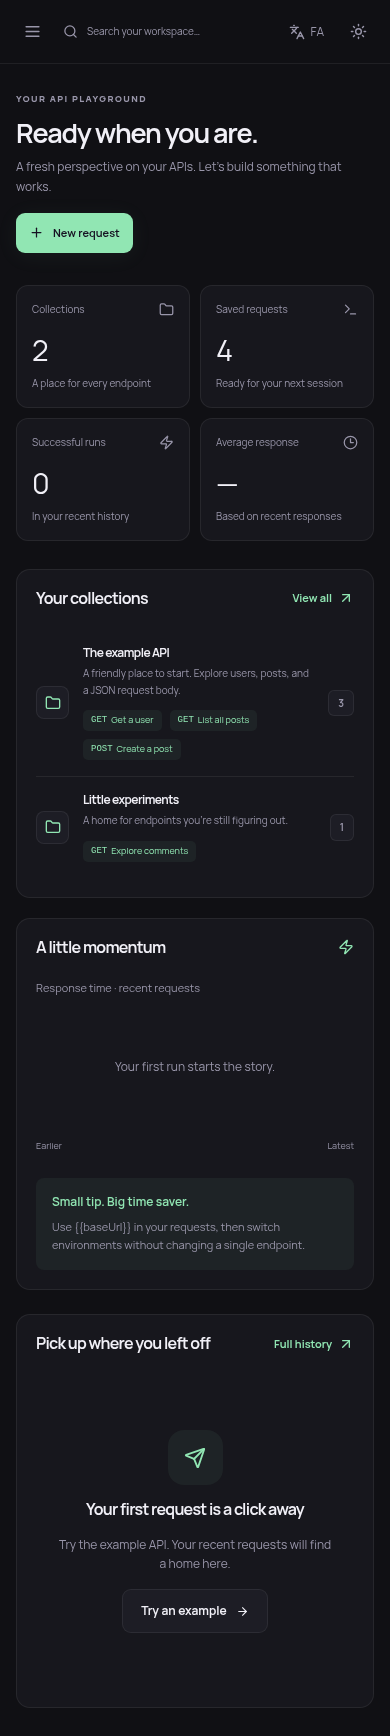 Search your workspace...
FA
YOUR API PLAYGROUND
Ready when you are.
A fresh perspective on your APIs. Let's build something that
works.
New request
Collections
2
A place for every endpoint
Saved requests
4
Ready for your next session
Successful runs
0
In your recent history
Average response
—
Based on recent responses
Your collections
View all
The example API
A friendly place to start. Explore users, posts, and
a JSON request body.
GET Get a user
GET List all posts
POST Create a post
3
Little experiments
A home for endpoints you're still figuring out.
GET Explore comments
1
A little momentum
Response time · recent requests
Your first run starts the story.
Earlier
Latest
Small tip. Big time saver.
Use {{baseUrl}} in your requests, then switch
environments without changing a single endpoint.
Pick up where you left off
Full history
Your first request is a click away
Try the example API. Your recent requests will find
a home here.
Try an example